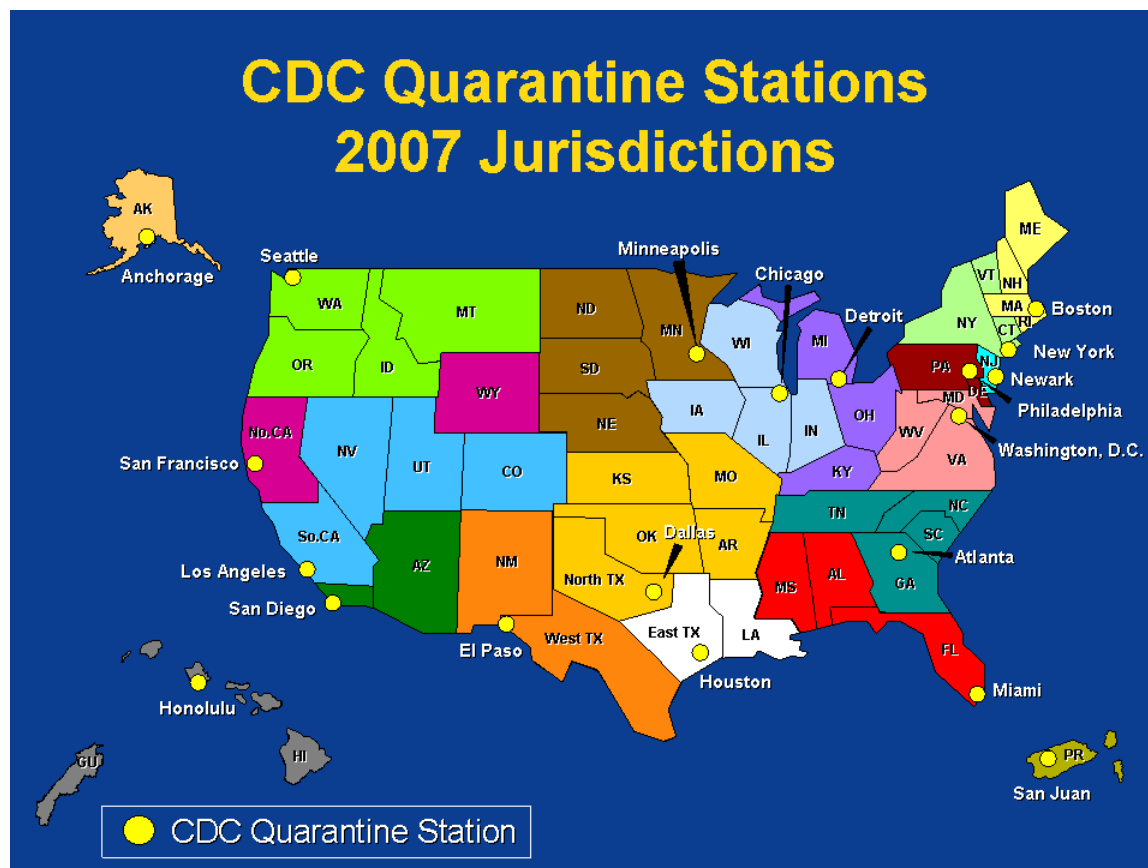 CDC Quarantine Stations
2007 Jurisdictions
AK
Anchorage
Seattle
Minneapolis
Chicago
Detroit
Boston
New York
Newark
Philadelphia
Washington, D.C.
WA
MT
ND
MN
WI
MI
VT
ME
NH
MA
RI
CT
NY
OR
ID
WY
SD
IA
IL
IN
OH
PA
NJ
DE
MD
No.CA
NV
UT
CO
NE
KS
MO
KY
WV
VA
San Francisco
So.CA
AZ
NM
OK
Dallas
AR
TN
NC
SC
Atlanta
GA
Los Angeles
San Diego
North TX
MS
AL
El Paso
West TX
East TX
LA
FL
Houston
Miami
Honolulu
GU
HI
PR
San Juan
CDC Quarantine Station